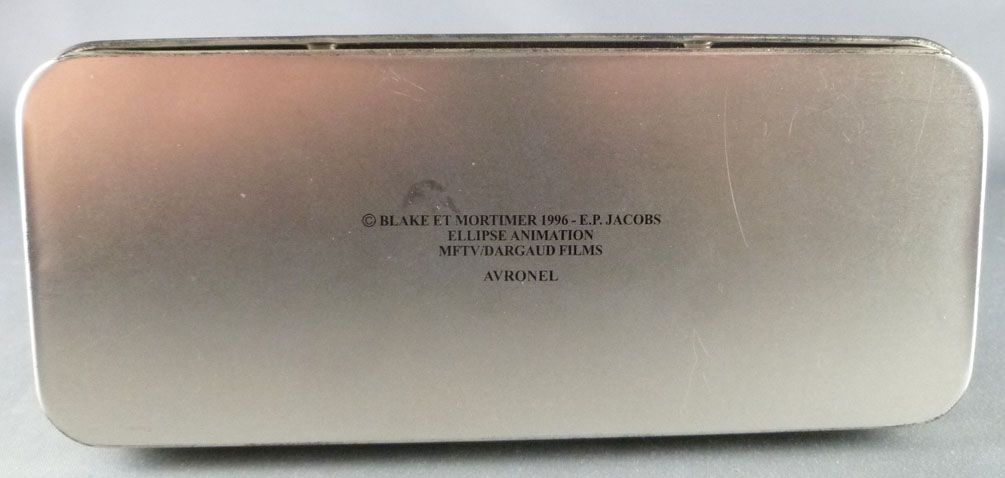 © BLAKE ET MORTIMER 1996 - E.P. JACOBS
ELLIPSE ANIMATION
MFTV/DARGAUD FILMS
AVRONEL